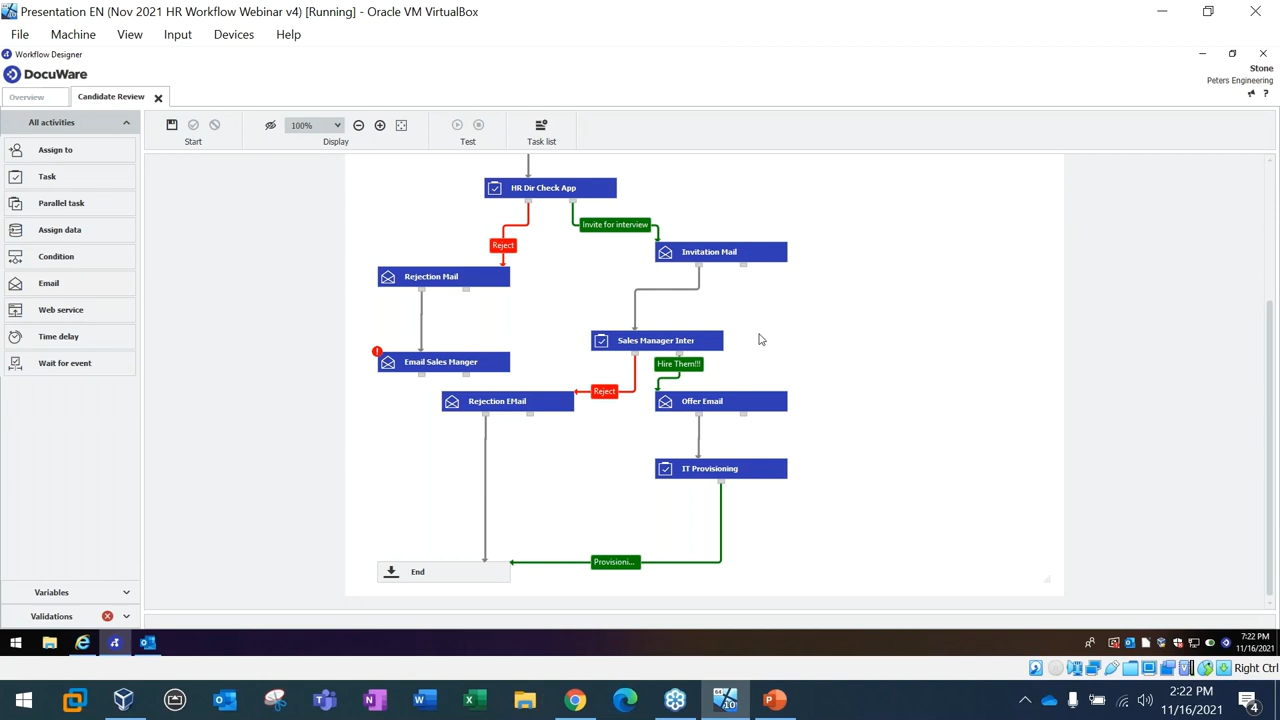 Presentation EN (Nov 2021 HR Workflow Webinar v4) [Running] - Oracle VM VirtualBox
File Machine View Input Devices Help
Workflow Designer
DocuWare
Stone
Peters Engineering
Overview
Candidate Review
All activities
Assign to
Task
Parallel task
Assign data
Condition
Email
Web service
Time delay
Wait for event
Variables
Validations
100%
Start
Display
Test
Task list
HR Dir Check App
Invite for interview
Reject
Invitation Mail
Rejection Mail
Sales Manager Inter
Email Sales Manger
Hire Them!!!
Reject
Rejection EMail
Offer Email
IT Provisioning
Provisioni...
End
7:22 PM
11/16/2021
Right Ctrl
2:22 PM
11/16/2021
4